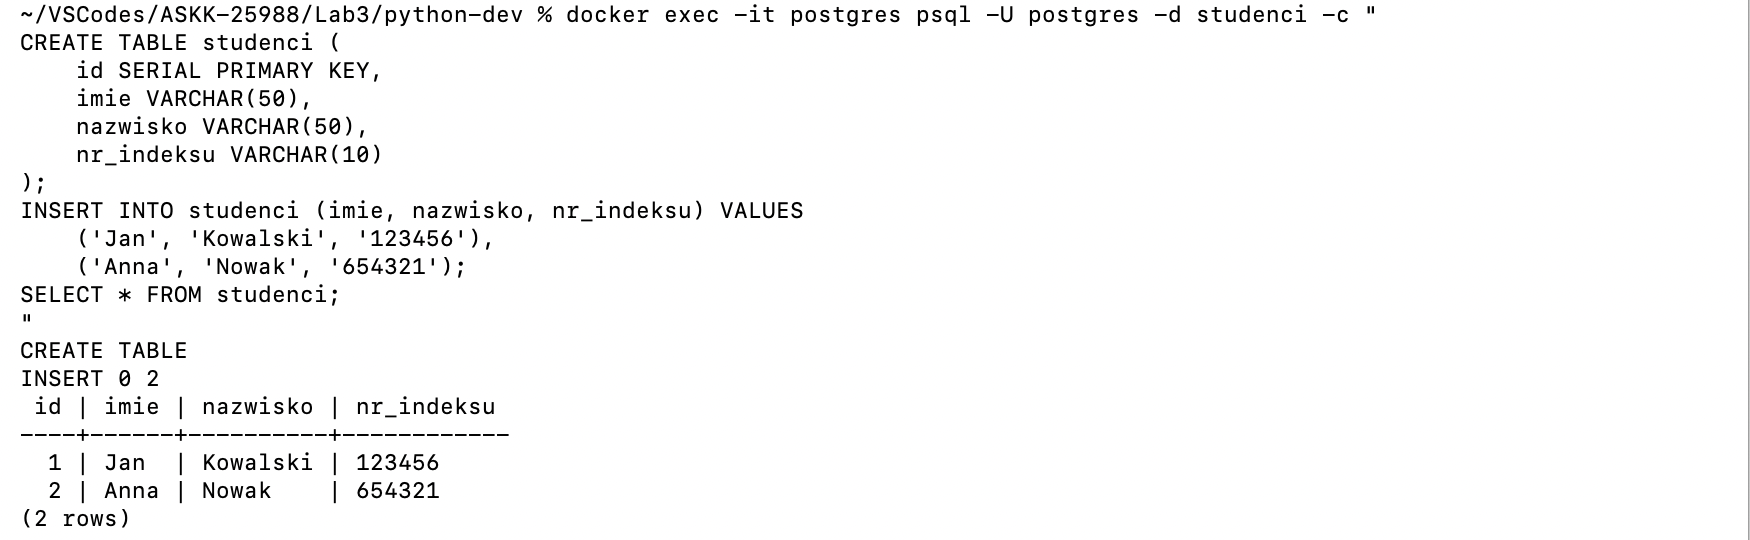 ~/VSCodes/ASKK-25988/Lab3/python-dev % docker exec -it postgres psql -U postgres -d studenci -c "
CREATE TABLE studenci (
    id SERIAL PRIMARY KEY,
    imie VARCHAR(50),
    nazwisko VARCHAR(50),
    nr_indeksu VARCHAR(10)
);
INSERT INTO studenci (imie, nazwisko, nr_indeksu) VALUES
    ('Jan', 'Kowalski', '123456'),
    ('Anna', 'Nowak', '654321');
SELECT * FROM studenci;
"
CREATE TABLE
INSERT 0 2
 id | imie | nazwisko | nr_indeksu
----+------+----------+------------
  1 | Jan  | Kowalski | 123456
  2 | Anna | Nowak    | 654321
(2 rows)